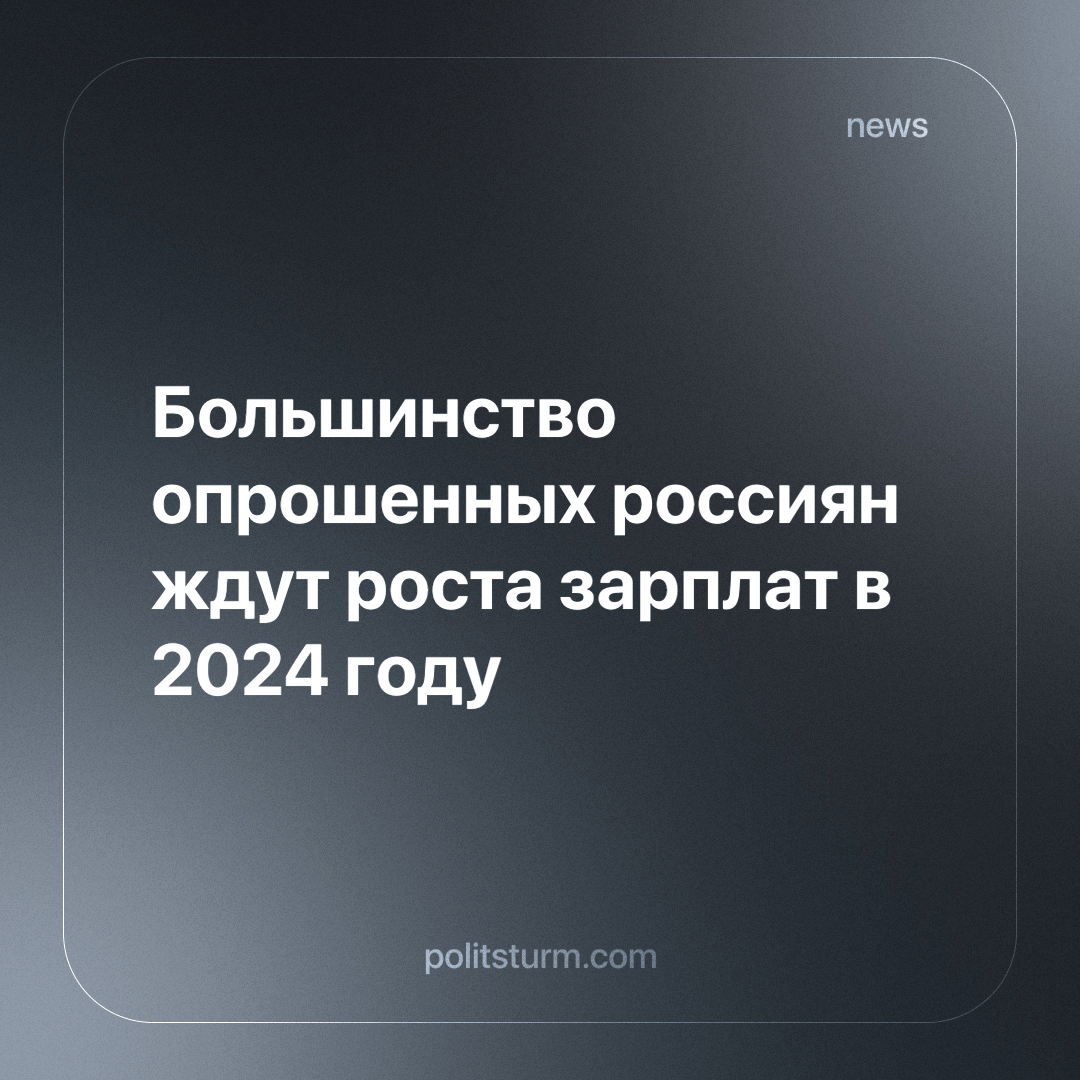 news
Большинство
опрошенных россиян
ждут роста зарплат в
2024 году
politsturm.com